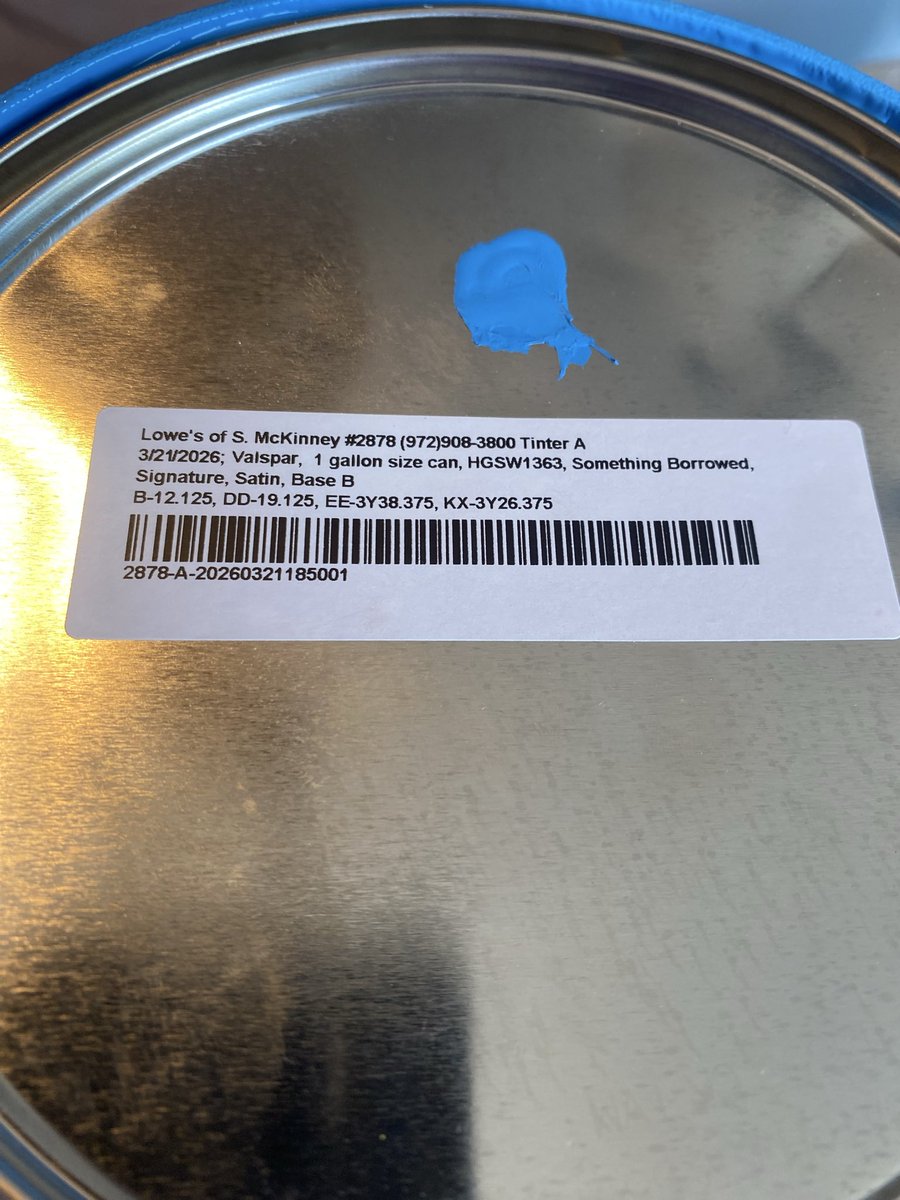 Lowe's of S. McKinney #2878 (972)908-3800 Tinter A
3/21/2026; Valspar, 1 gallon size can, HGSW1363, Something Borrowed,
Signature, Satin, Base B
B-12.125, DD-19.125, EE-3Y38.375, KX-3Y26.375
2878-A-20260321185001